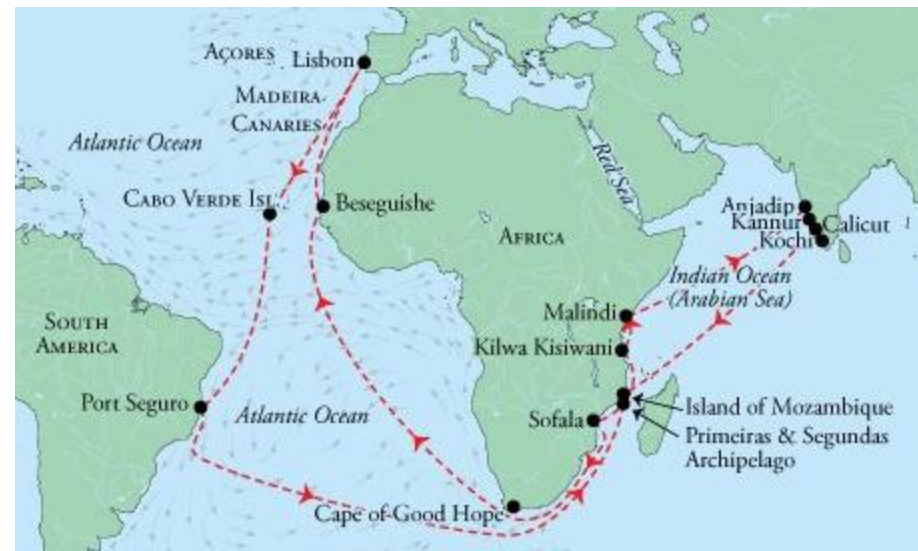 AÇORES
Lisbon
MADEIRA
CANARIES
Atlantic Ocean
CABO VERDE ISL.
Beseguishe
Red Sea
AFRICA
Anjadip
Kannur
Calicut
Kochi
Indian Ocean
(Arabian Sea)
Malindi
SOUTH
AMERICA
Kilwa Kisiwani
Port Seguro
Atlantic Ocean
Sofala
Island of Mozambique
Primeiras & Segundas
Archipelago
Cape of Good Hope